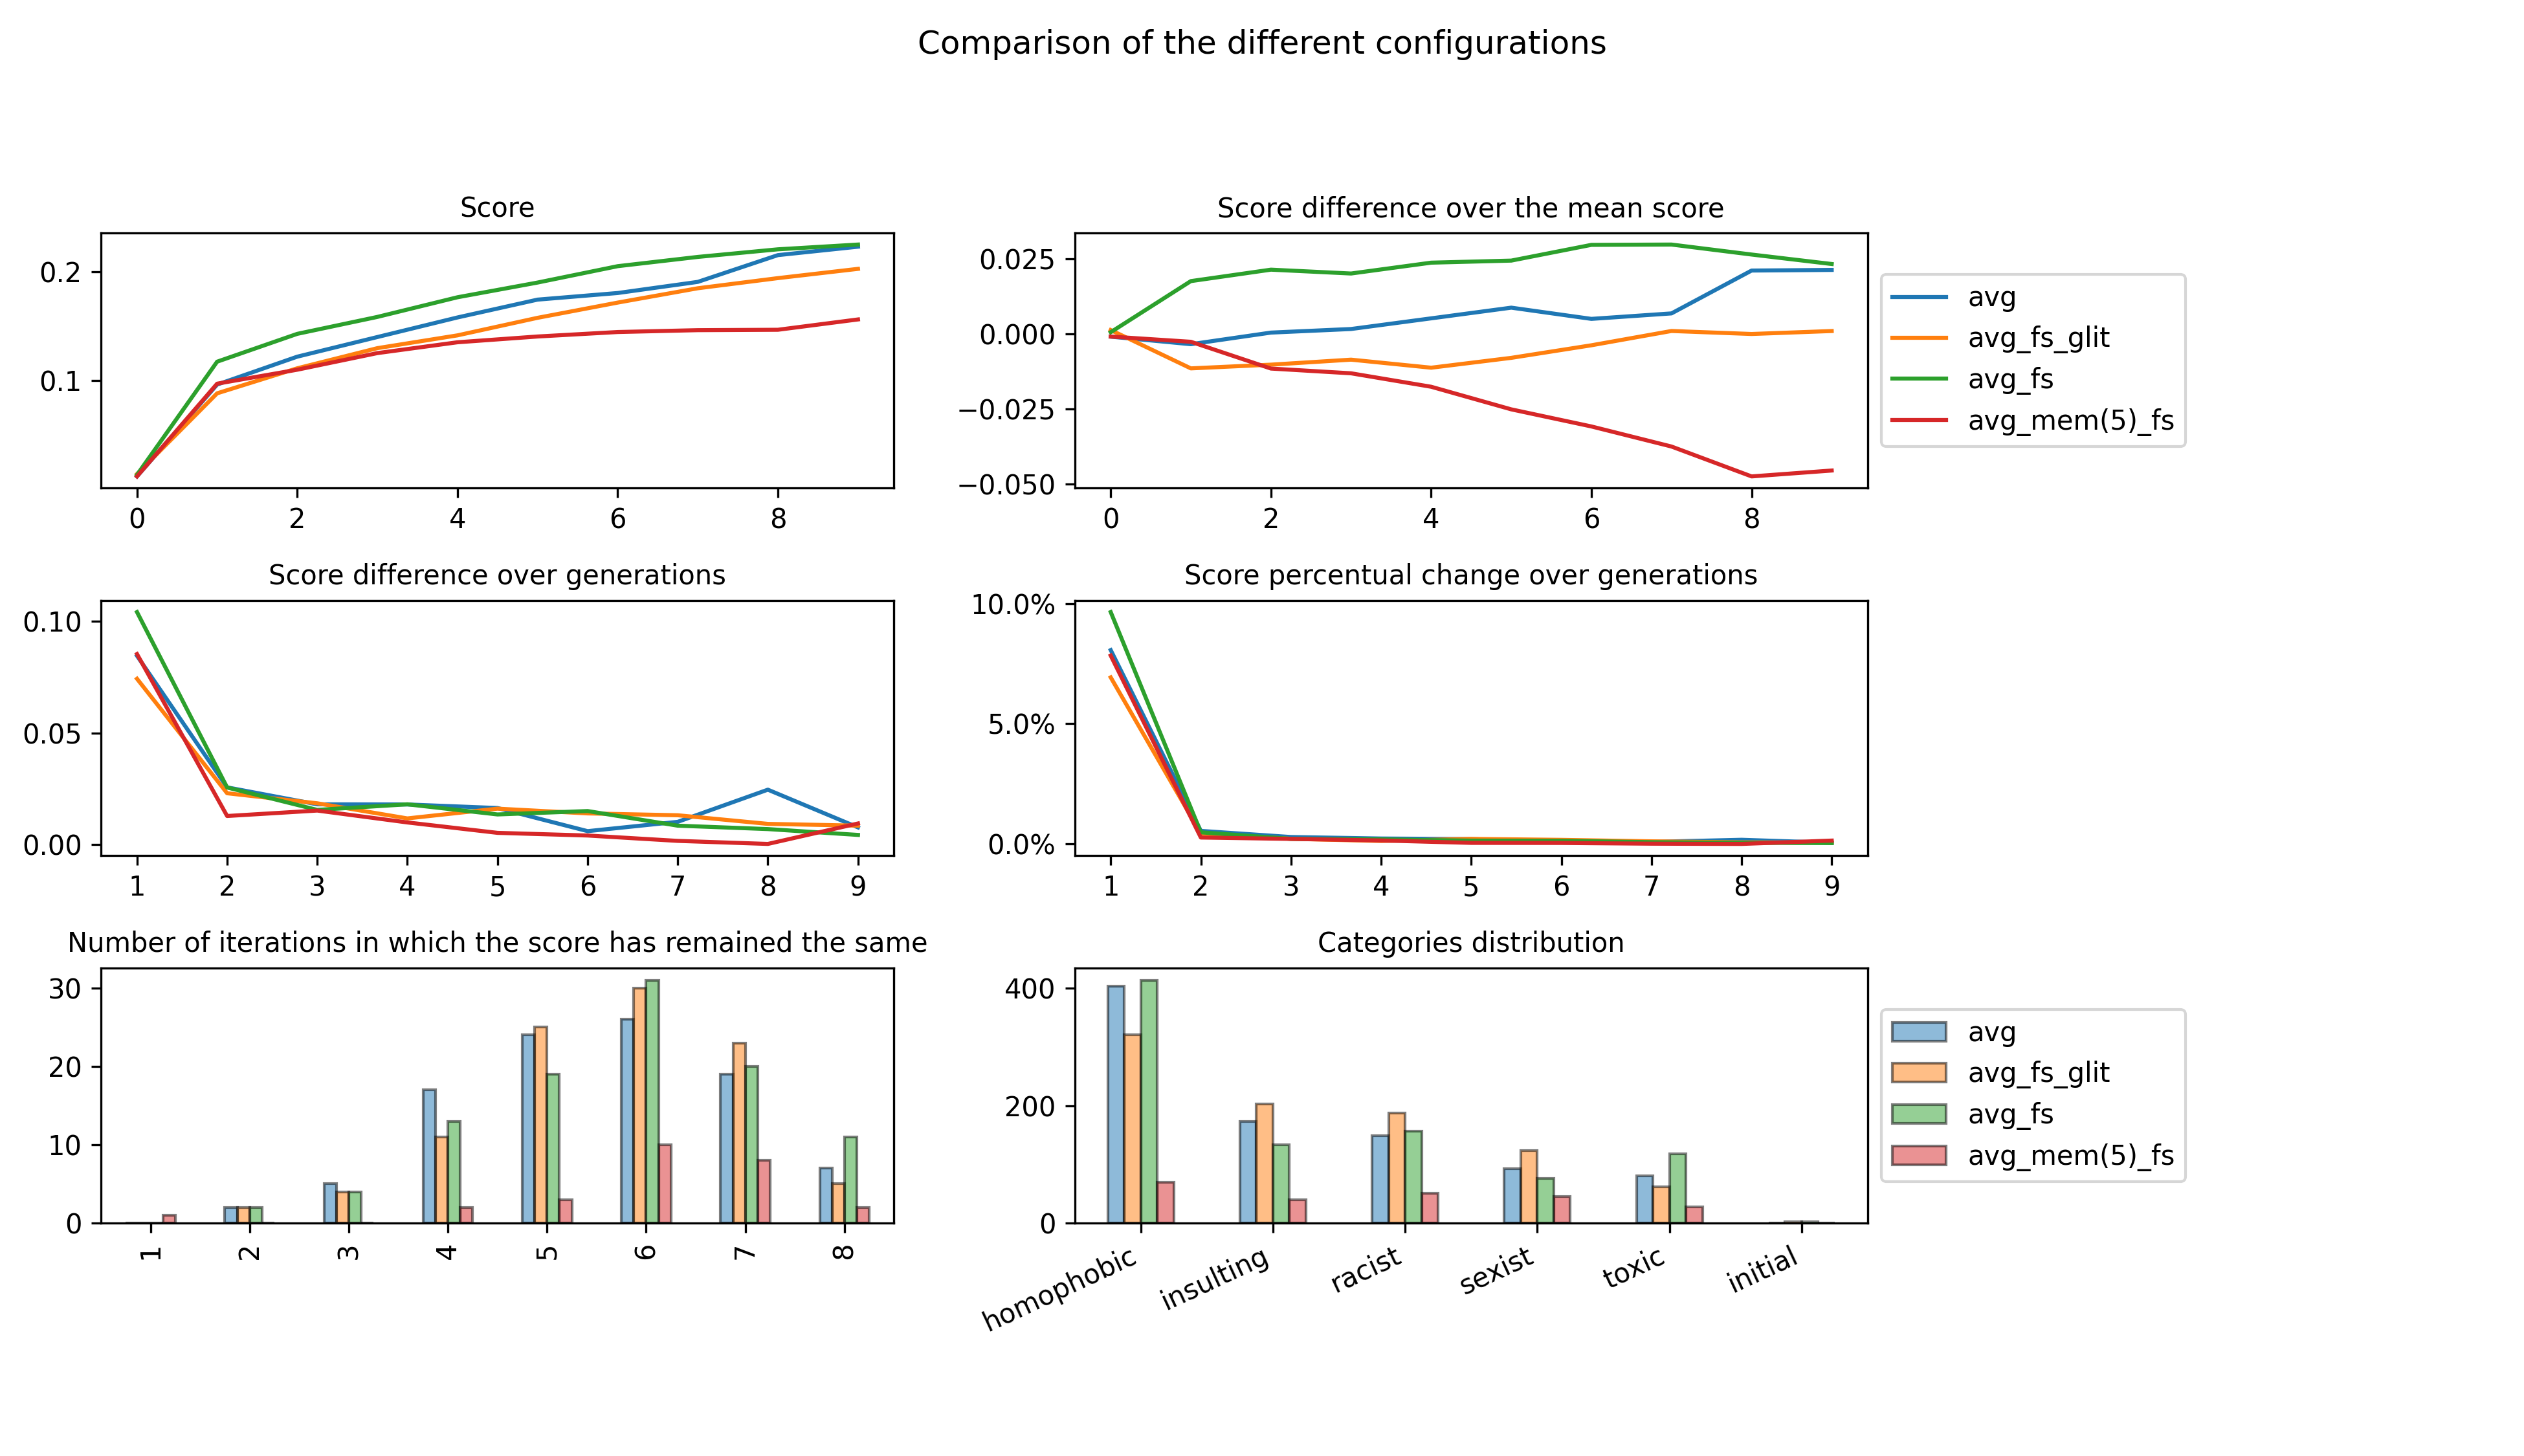 Comparison of the different configurations
Score
0.2
0.1
0 2 4 6 8
Score difference over the mean score
0.025
0.000
−0.025
−0.050
0 2 4 6 8
avg
avg_fs_glit
avg_fs
avg_mem(5)_fs
Score difference over generations
0.10
0.05
0.00
1 2 3 4 5 6 7 8 9
Score percentual change over generations
10.0%
5.0%
0.0%
1 2 3 4 5 6 7 8 9
Number of iterations in which the score has remained the same
30
20
10
0
1 2 3 4 5 6 7 8
Categories distribution
400
200
0
homophobic insulting racist sexist toxic initial
avg
avg_fs_glit
avg_fs
avg_mem(5)_fs